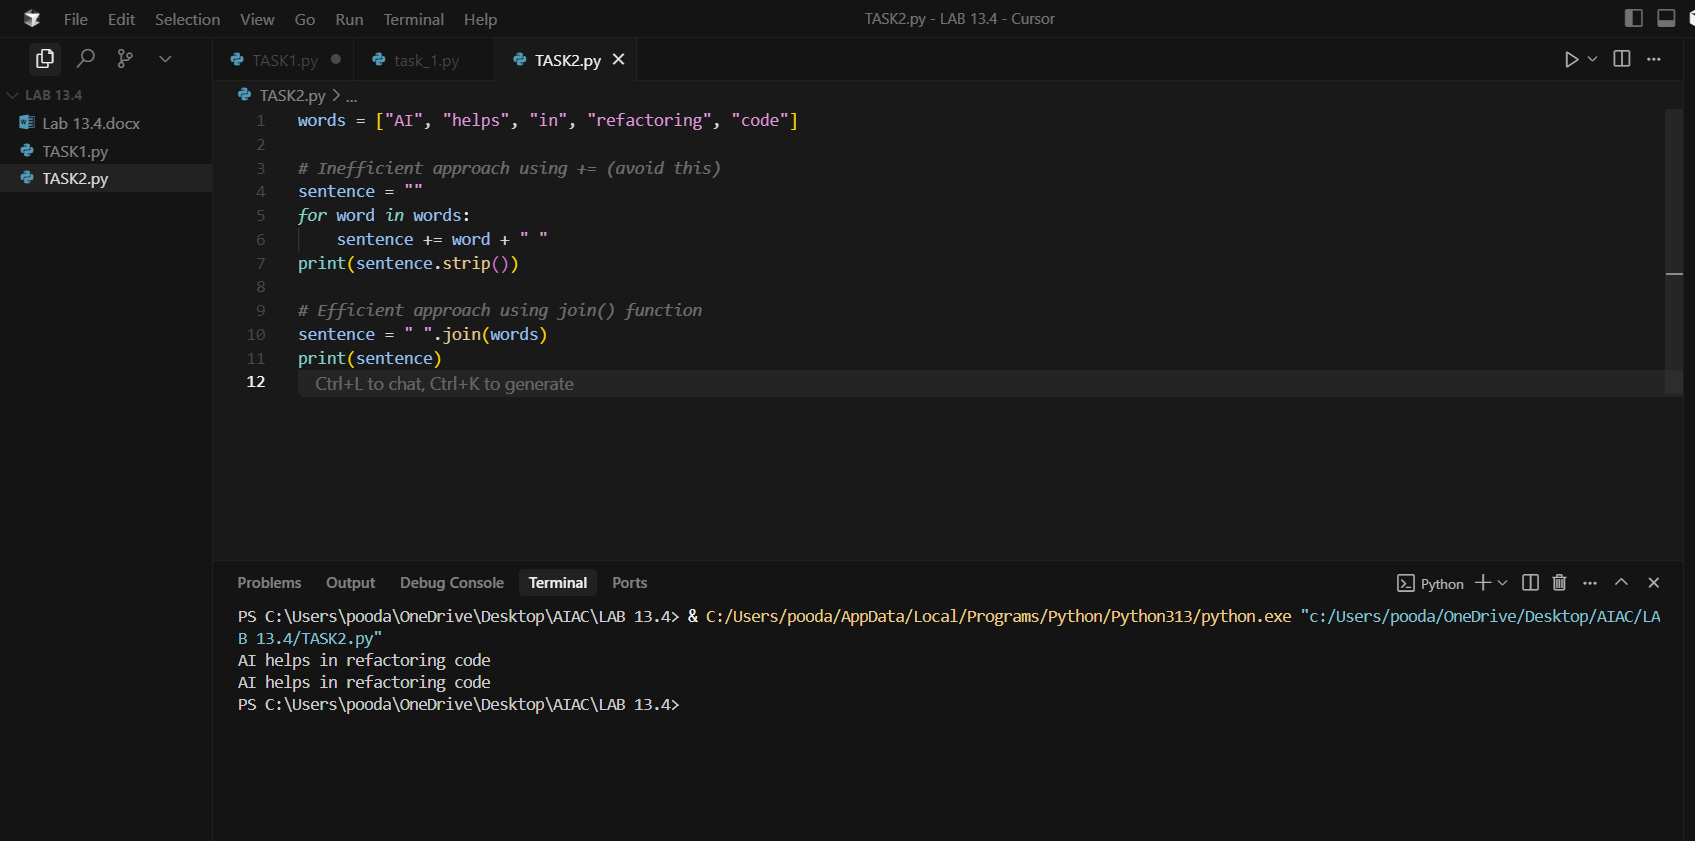 File Edit Selection View Go Run Terminal Help
TASK2.py - LAB 13.4 - Cursor
TASK1.py
task_1.py
TASK2.py
LAB 13.4
Lab 13.4.docx
TASK1.py
TASK2.py
TASK2.py > ...
1 words = ["AI", "helps", "in", "refactoring", "code"]
2
3 # Inefficient approach using += (avoid this)
4 sentence = ""
5 for word in words:
6     sentence += word + " "
7 print(sentence.strip())
8
9 # Efficient approach using join() function
10 sentence = " ".join(words)
11 print(sentence)
12 Ctrl+L to chat, Ctrl+K to generate
Problems Output Debug Console Terminal Ports
Python
PS C:\Users\pooda\OneDrive\Desktop\AIAC\LAB 13.4> & C:/Users/pooda/AppData/Local/Programs/Python/Python313/python.exe "c:/Users/pooda/OneDrive/Desktop/AIAC/LA
B 13.4/TASK2.py"
AI helps in refactoring code
AI helps in refactoring code
PS C:\Users\pooda\OneDrive\Desktop\AIAC\LAB 13.4>